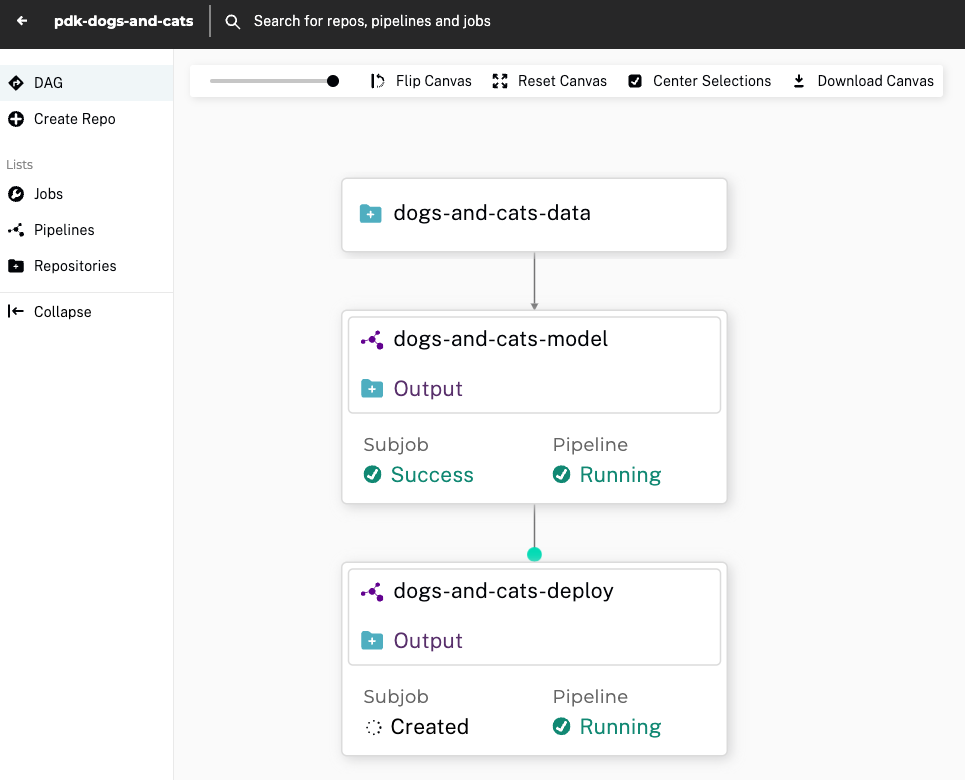 pdk-dogs-and-cats Search for repos, pipelines and jobs
DAG
Create Repo
Lists
Jobs
Pipelines
Repositories
Collapse
Flip Canvas Reset Canvas Center Selections Download Canvas
dogs-and-cats-data
dogs-and-cats-model
Output
Subjob Pipeline
Success Running
dogs-and-cats-deploy
Output
Subjob Pipeline
Created Running